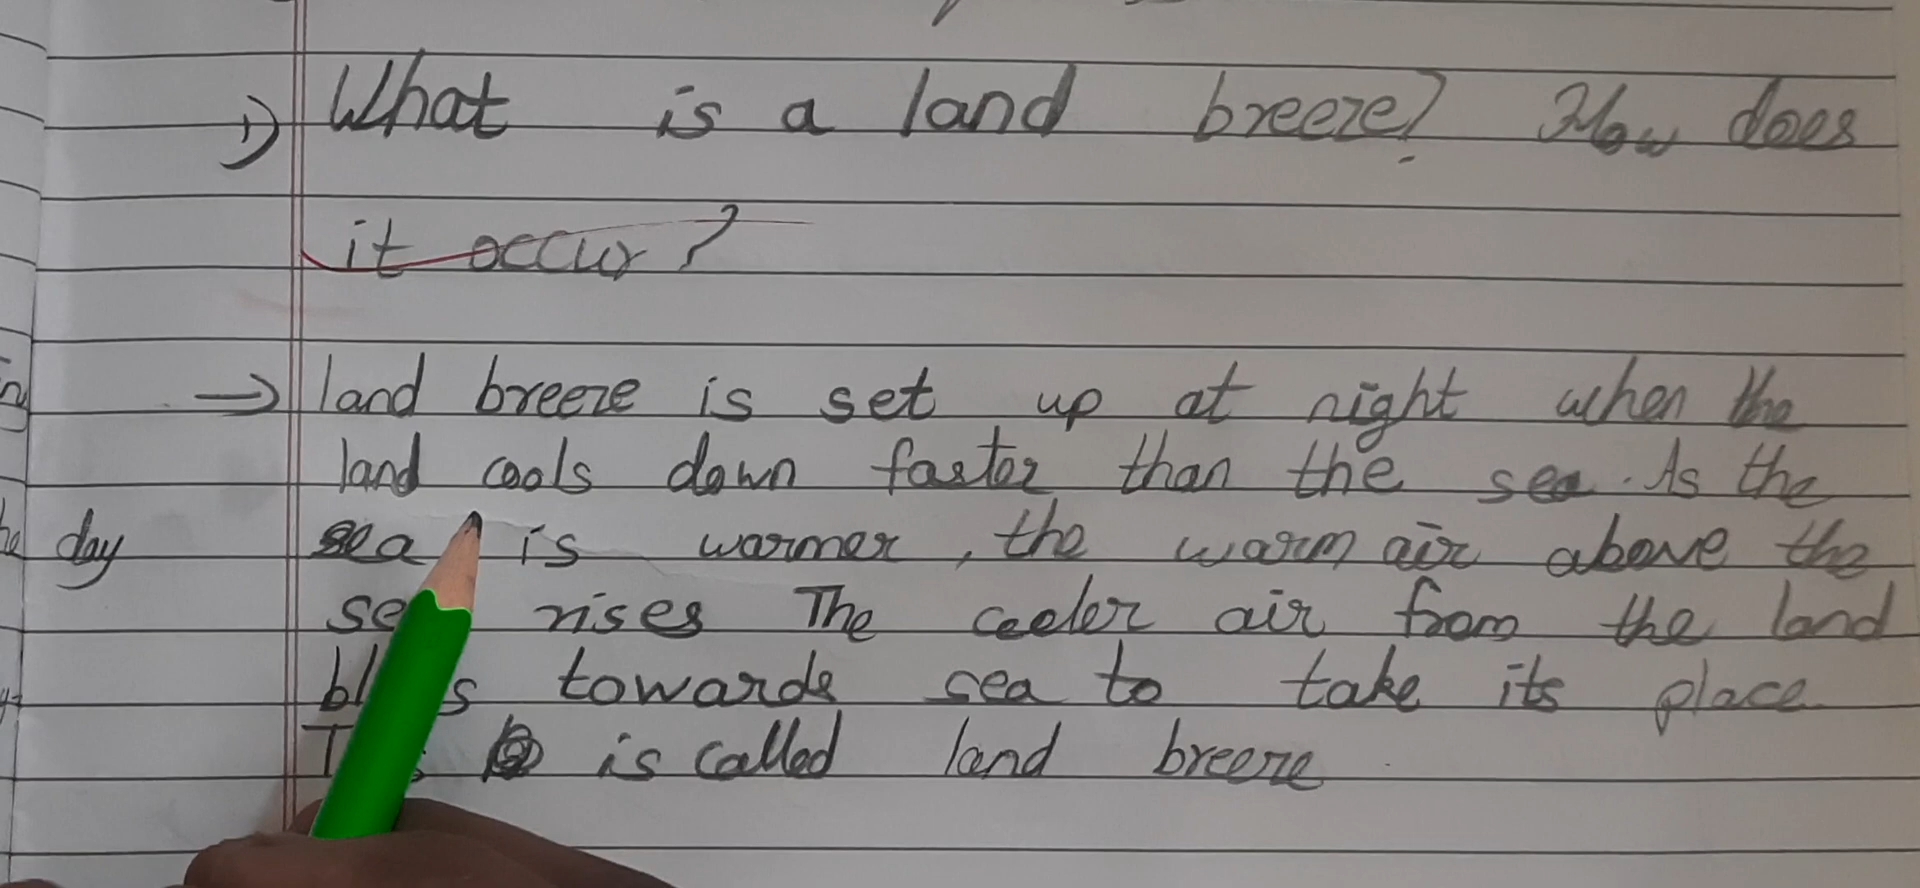 1) What is a land breeze? How does
it occur?
→ land breeze is set up at night when the
land cools down faster than the sea. As the
day sea is warmer, the warm air above the
rises The cooler air from the land
towards sea to take its place
is called land breeze